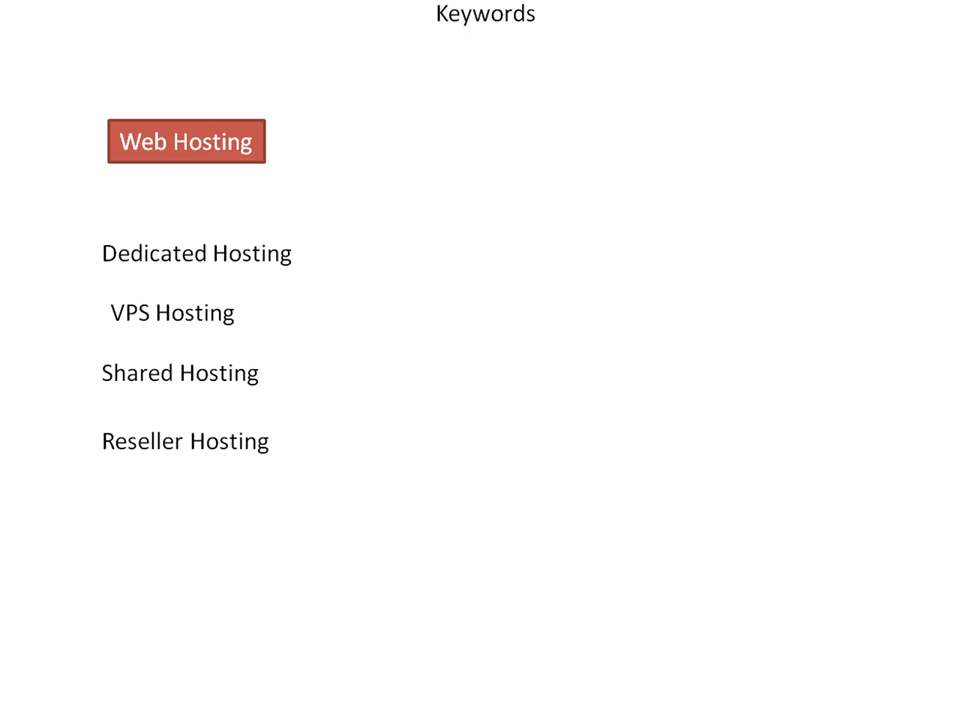 Keywords
Web Hosting
Dedicated Hosting
VPS Hosting
Shared Hosting
Reseller Hosting